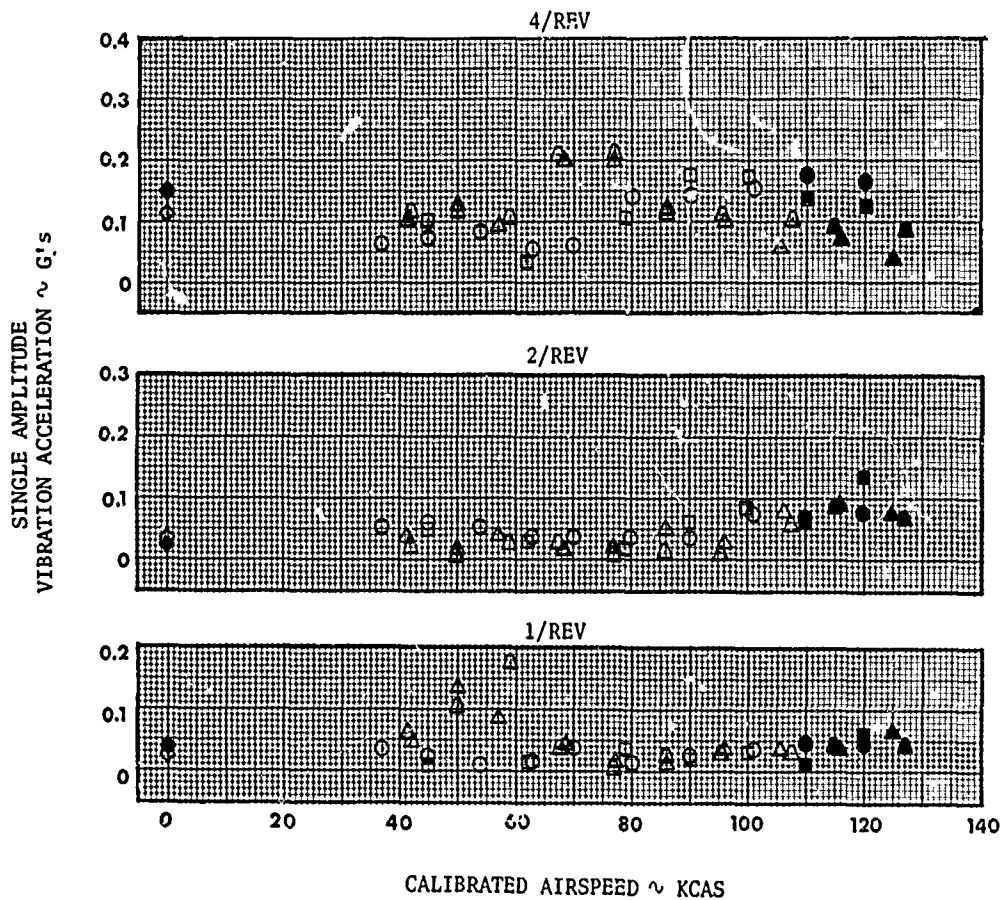 4/REV
0.4
0.3
0.2
0.1
0
2/REV
0.3
0.2
0.1
0
1/REV
0.2
0.1
0
0 20 40 60 80 100 120 140
SINGLE AMPLITUDE
VIBRATION ACCELERATION ~ G's
CALIBRATED AIRSPEED ~ KCAS